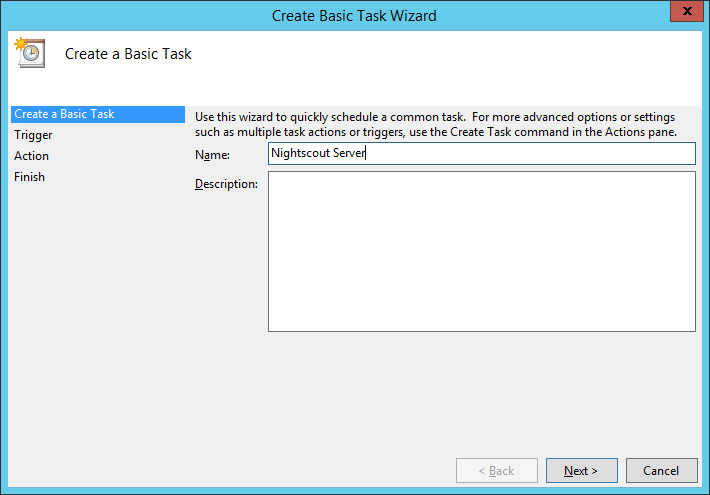 Create Basic Task Wizard
x
Create a Basic Task
Create a Basic Task
Trigger
Action
Finish
Use this wizard to quickly schedule a common task.  For more advanced options or settings
such as multiple task actions or triggers, use the Create Task command in the Actions pane.
Name:
Nightscout Server
Description:
< Back
Next >
Cancel